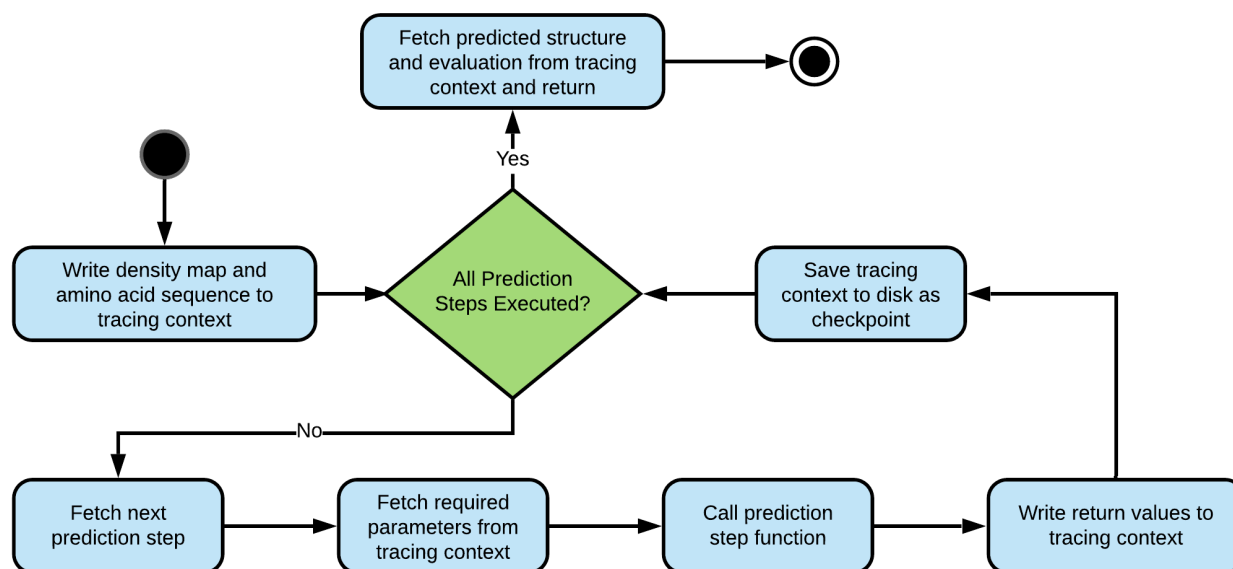 Fetch predicted structure
and evaluation from tracing
context and return
Yes
Write density map and
amino acid sequence to
tracing context
All Prediction
Steps Executed?
Save tracing
context to disk as
checkpoint
No
Fetch next
prediction step
Fetch required
parameters from
tracing context
Call prediction
step function
Write return values to
tracing context